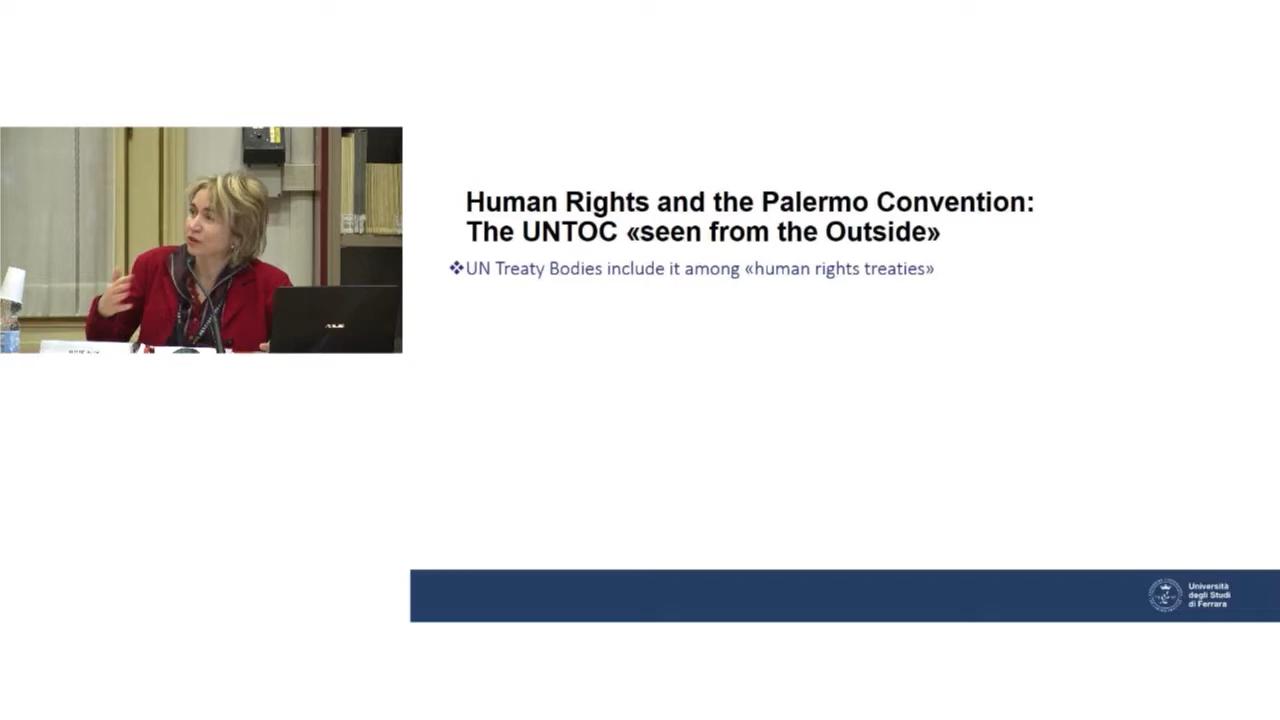 Human Rights and the Palermo Convention:
The UNTOC «seen from the Outside»
❖UN Treaty Bodies include it among «human rights treaties»
Università
degli Studi
di Ferrara